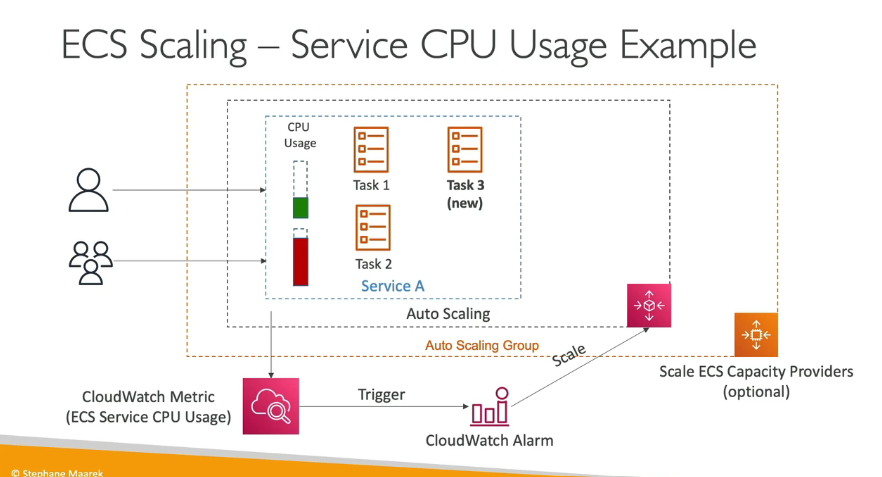 ECS Scaling – Service CPU Usage Example
CPU
Usage
Task 1
Task 3
(new)
Task 2
Service A
Auto Scaling
Auto Scaling Group
Scale
Scale ECS Capacity Providers
(optional)
CloudWatch Metric
(ECS Service CPU Usage)
Trigger
CloudWatch Alarm
© Stephane Maarek